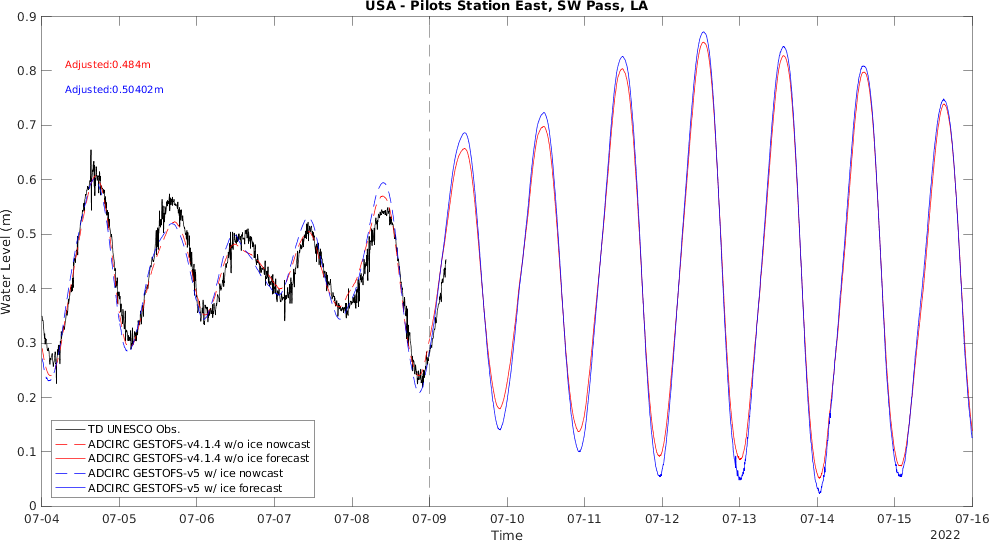 USA - Pilots Station East, SW Pass, LA
0.9
Adjusted:0.484m
0.8
Adjusted:0.50402m
0.7
0.6
0.5
Water Level (m)
0.4
0.3
0.2
TD UNESCO Obs.
ADCIRC GESTOFS-v4.1.4 w/o ice nowcast
0.1
ADCIRC GESTOFS-v4.1.4 w/o ice forecast
ADCIRC GESTOFS-v5 w/ ice nowcast
ADCIRC GESTOFS-v5 w/ ice forecast
0
07-04 07-05 07-06 07-07 07-08 07-09 07-10 07-11 07-12 07-13 07-14 07-15 07-16
Time
2022